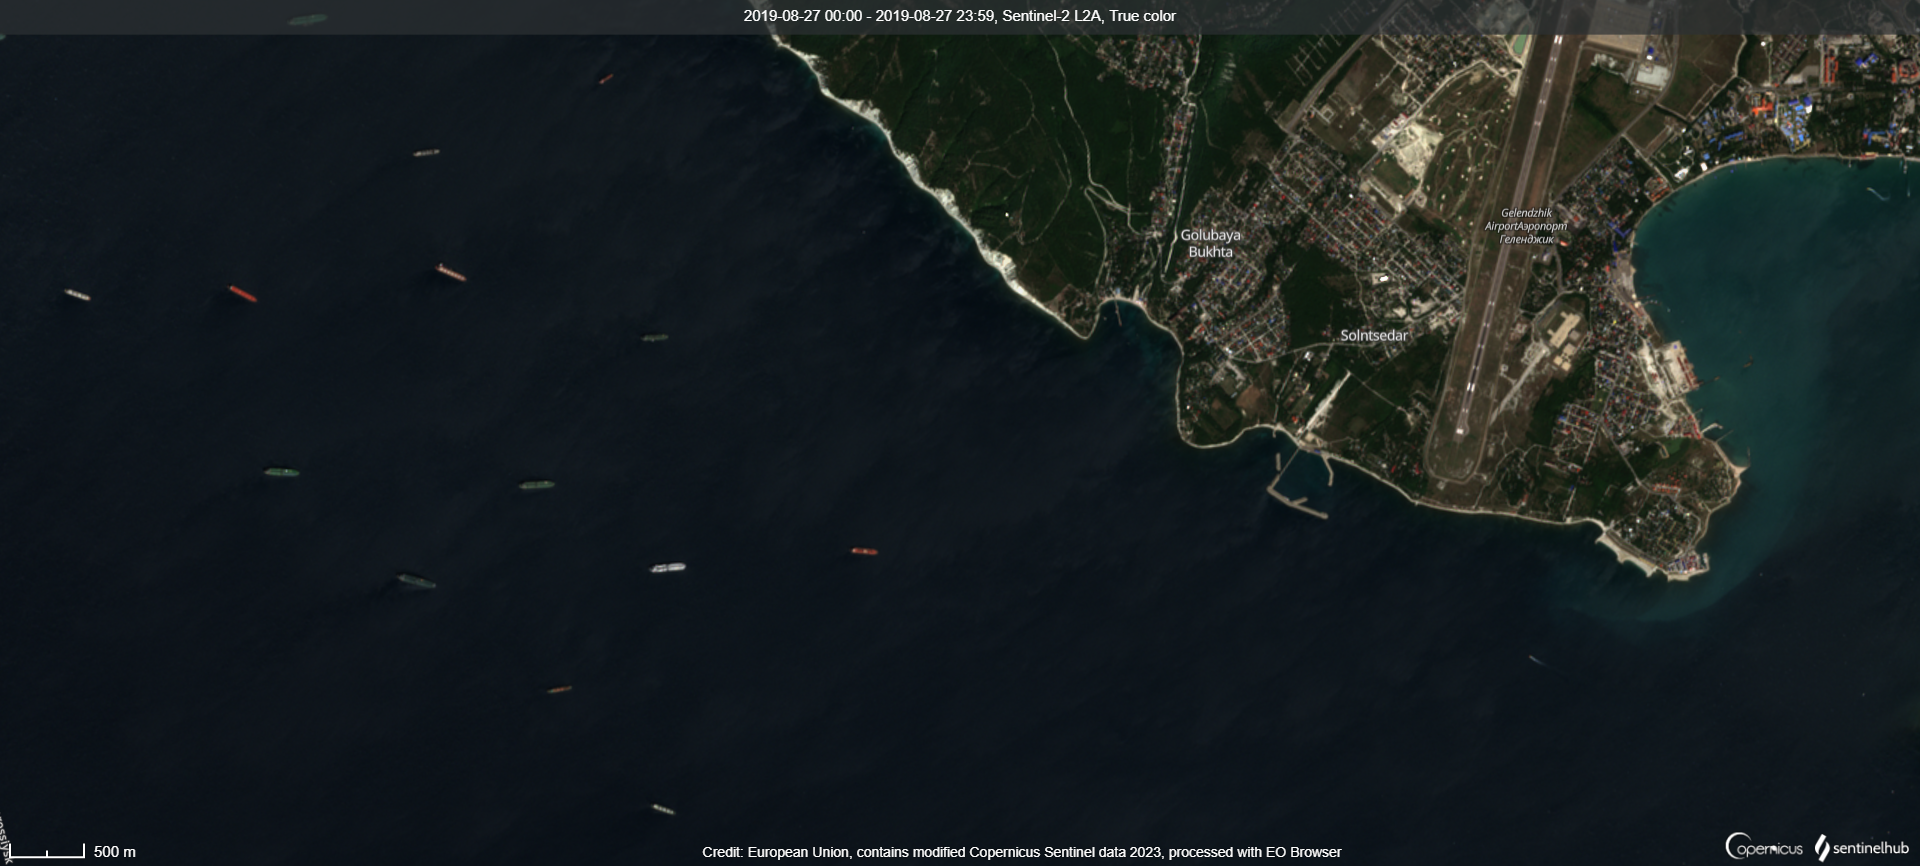 2019-08-27 00:00 - 2019-08-27 23:59, Sentinel-2 L2A, True color
Gelendzhik
AirportАэропорт
Геленджик
Golubaya
Bukhta
Solntsedar
500 m
Credit: European Union, contains modified Copernicus Sentinel data 2023, processed with EO Browser
Copernicus
sentinelhub